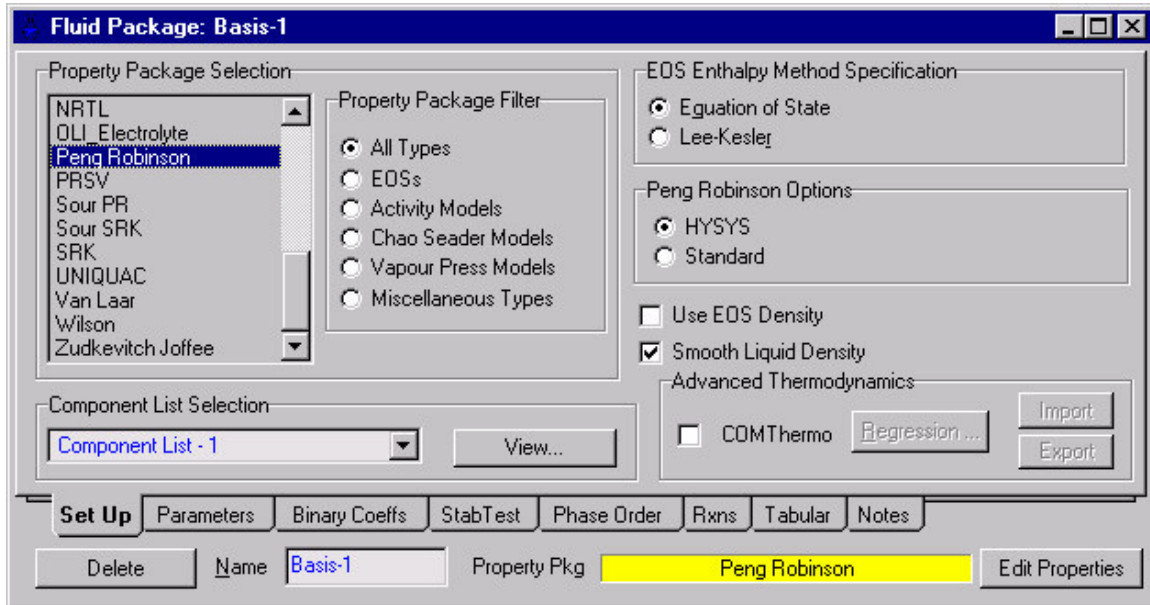 Fluid Package: Basis-1
Property Package Selection
NRTL
OLI_Electrolyte
Peng Robinson
PRSV
Sour PR
Sour SRK
SRK
UNIQUAC
Van Laar
Wilson
Zudkevitch Joffee
Property Package Filter
All Types
EOSs
Activity Models
Chao Seader Models
Vapour Press Models
Miscellaneous Types
EOS Enthalpy Method Specification
Equation of State
Lee-Kesler
Peng Robinson Options
HYSYS
Standard
Use EOS Density
Smooth Liquid Density
Advanced Thermodynamics
COMThermo
Regression ...
Import
Export
Component List Selection
Component List - 1
View...
Set Up Parameters Binary Coeffs StabTest Phase Order Rxns Tabular Notes
Delete Name Basis-1 Property Pkg Peng Robinson Edit Properties